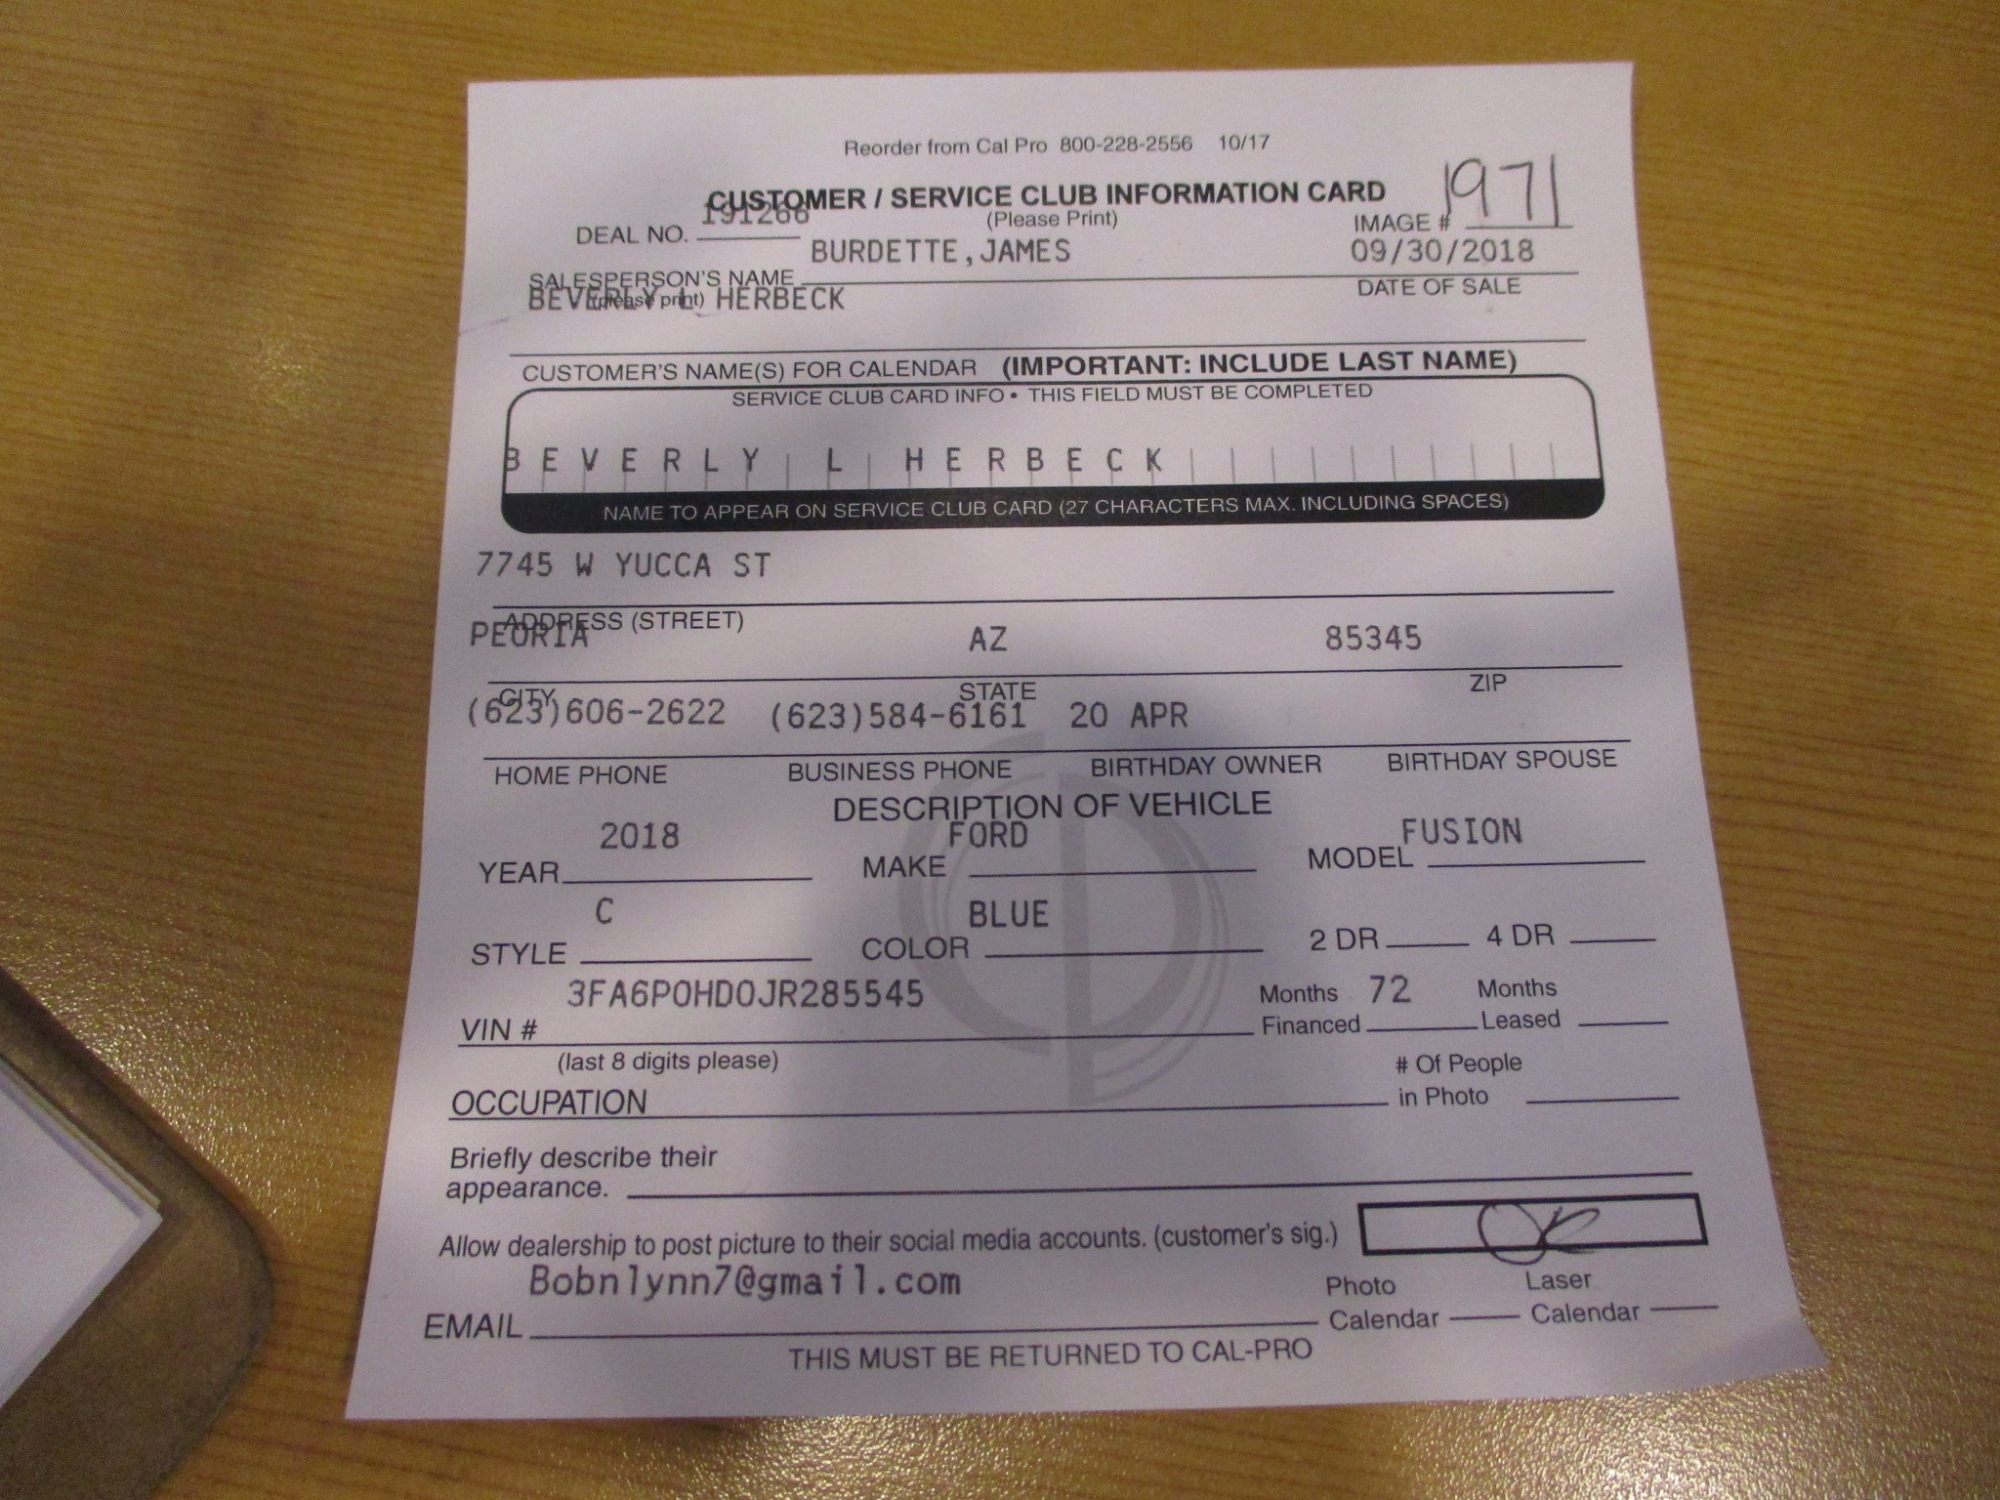 Reorder from Cal Pro 800-228-2556 10/17
CUSTOMER / SERVICE CLUB INFORMATION CARD
(Please Print)
DEAL NO. 191266
IMAGE # 1971
BURDETTE,JAMES 09/30/2018
SALESPERSON'S NAME DATE OF SALE
(please print)
BEVERLY L HERBECK
CUSTOMER'S NAME(S) FOR CALENDAR (IMPORTANT: INCLUDE LAST NAME)
SERVICE CLUB CARD INFO • THIS FIELD MUST BE COMPLETED
BEVERLY L HERBECK
NAME TO APPEAR ON SERVICE CLUB CARD (27 CHARACTERS MAX. INCLUDING SPACES)
7745 W YUCCA ST
ADDRESS (STREET)
PEORIA AZ 85345
CITY STATE ZIP
(623)606-2622 (623)584-6161 20 APR
HOME PHONE BUSINESS PHONE BIRTHDAY OWNER BIRTHDAY SPOUSE
DESCRIPTION OF VEHICLE
2018 FORD FUSION
YEAR MAKE MODEL
C BLUE
STYLE COLOR 2 DR 4 DR
3FA6P0HD0JR285545 Months 72 Months
VIN # Financed Leased
(last 8 digits please) # Of People
OCCUPATION in Photo
Briefly describe their
appearance.
Allow dealership to post picture to their social media accounts. (customer's sig.)
Bobnlynn7@gmail.com Photo Laser
EMAIL Calendar Calendar
THIS MUST BE RETURNED TO CAL-PRO